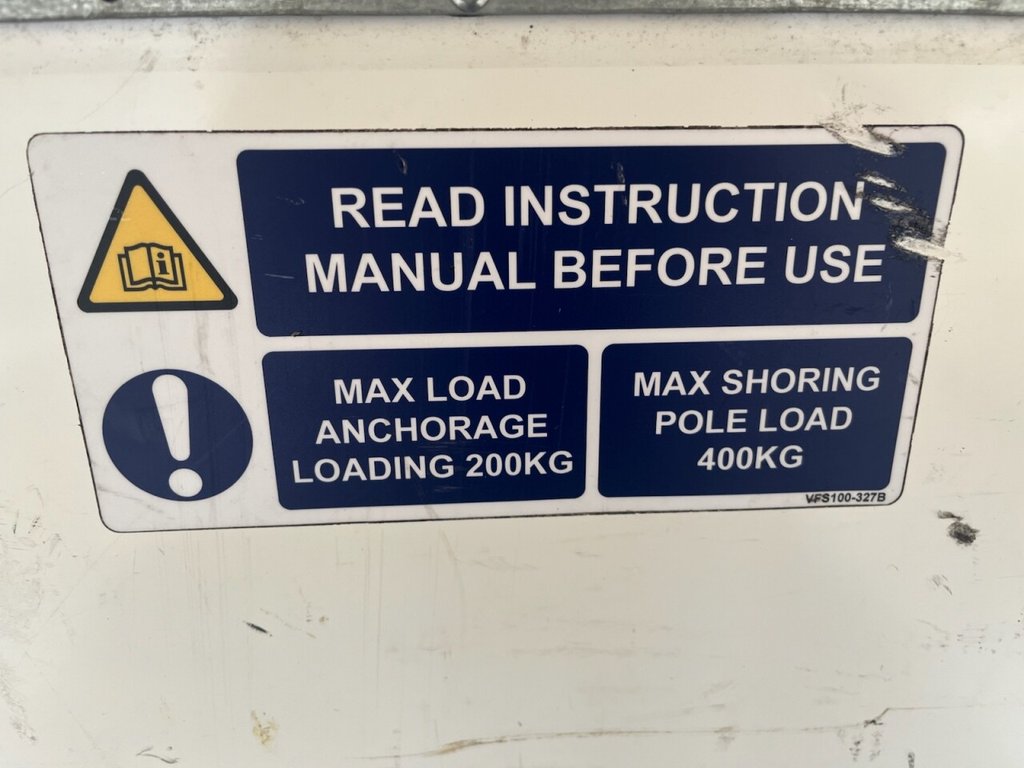 READ INSTRUCTION
MANUAL BEFORE USE
MAX LOAD
ANCHORAGE
LOADING 200KG
MAX SHORING
POLE LOAD
400KG
VFS100-327B